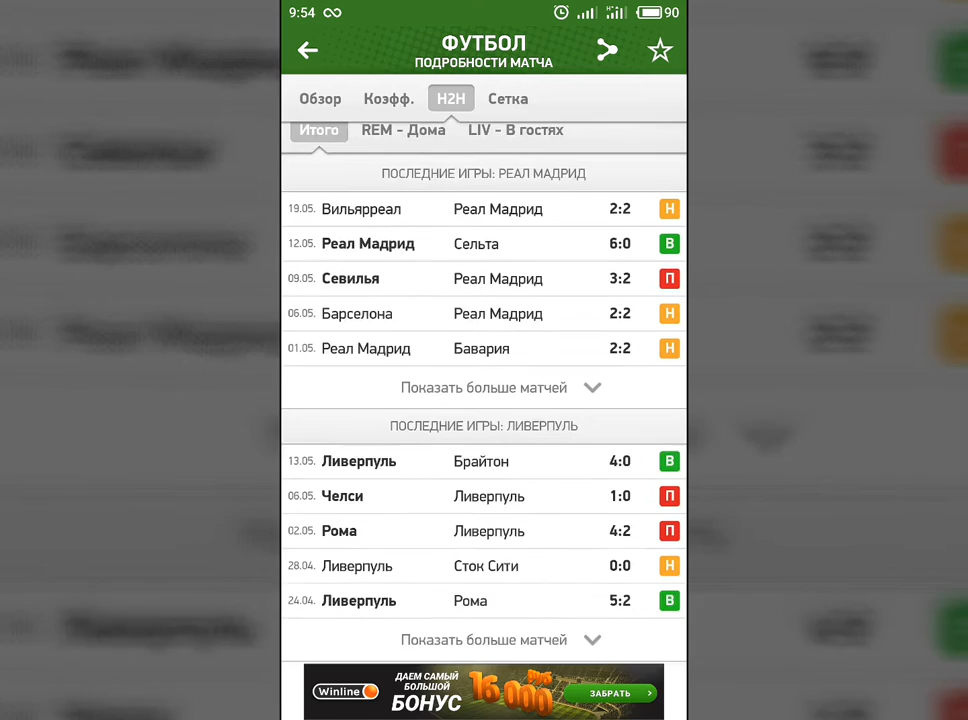 9:54 90
ФУТБОЛ
ПОДРОБНОСТИ МАТЧА
Обзор Коэфф. H2H Сетка
Итого REM - Дома LIV - В гостях
ПОСЛЕДНИЕ ИГРЫ: РЕАЛ МАДРИД
19.05. Вильярреал Реал Мадрид 2:2 Н
12.05. Реал Мадрид Сельта 6:0 В
09.05. Севилья Реал Мадрид 3:2 П
06.05. Барселона Реал Мадрид 2:2 Н
01.05. Реал Мадрид Бавария 2:2 Н
Показать больше матчей
ПОСЛЕДНИЕ ИГРЫ: ЛИВЕРПУЛЬ
13.05. Ливерпуль Брайтон 4:0 В
06.05. Челси Ливерпуль 1:0 П
02.05. Рома Ливерпуль 4:2 П
28.04. Ливерпуль Сток Сити 0:0 Н
24.04. Ливерпуль Рома 5:2 В
Показать больше матчей
Winline ДАЕМ САМЫЙ БОЛЬШОЙ БОНУС 16 000 РУБ ЗАБРАТЬ